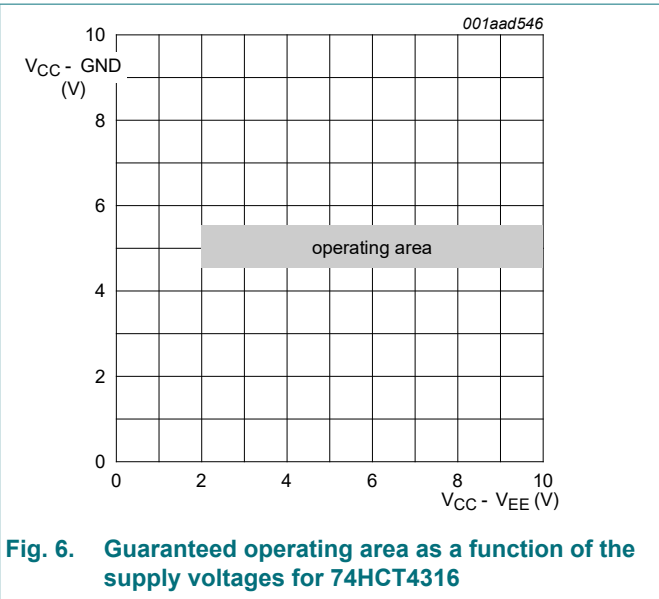 001aad546
10
VCC - GND
(V)
8
6
operating area
4
2
0
0 2 4 6 8 10
VCC - VEE (V)
Fig. 6. Guaranteed operating area as a function of the
supply voltages for 74HCT4316